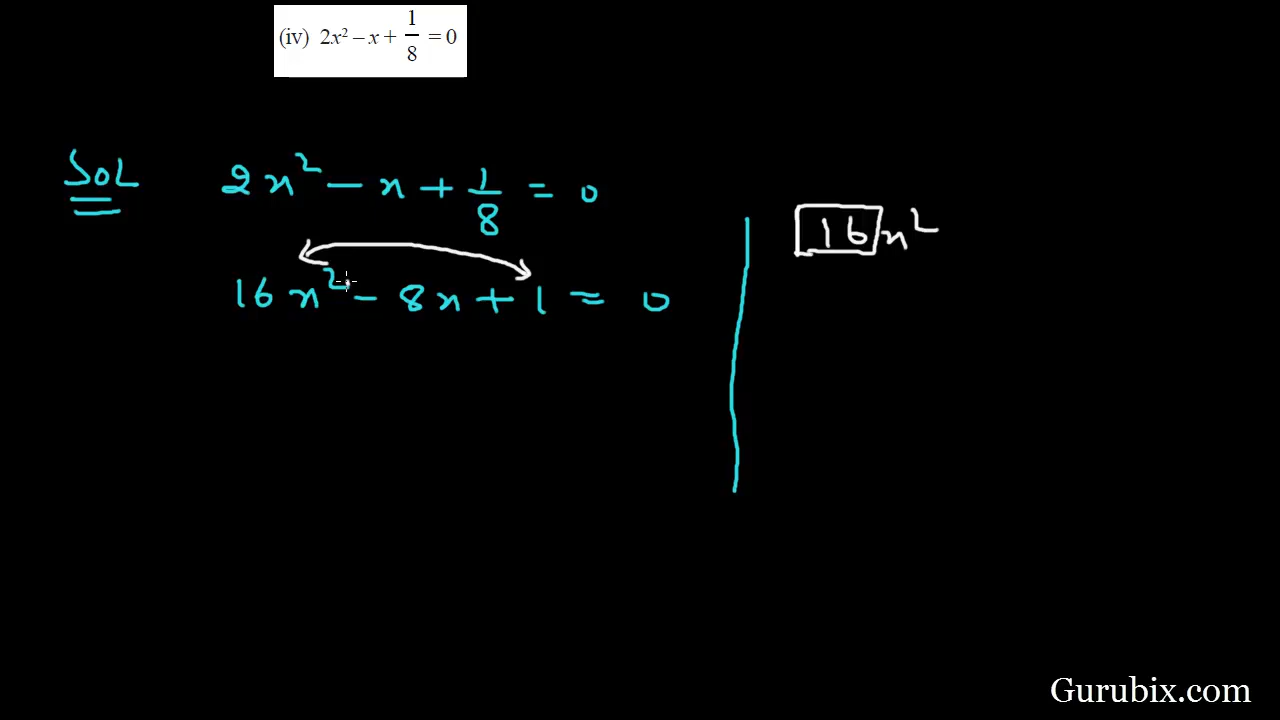 (iv) 2x² – x + 1/8 = 0
SOL 2x² – x + 1/8 = 0
16x² – 8x + 1 = 0
16x²
Gurubix.com